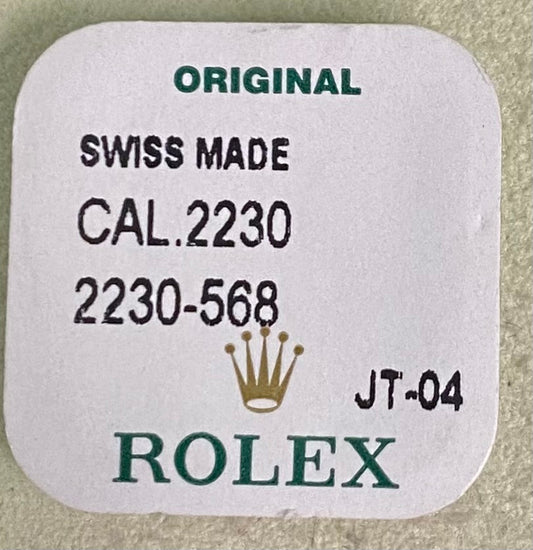 ORIGINAL
SWISS MADE
CAL.2230
2230-568
JT-04
ROLEX